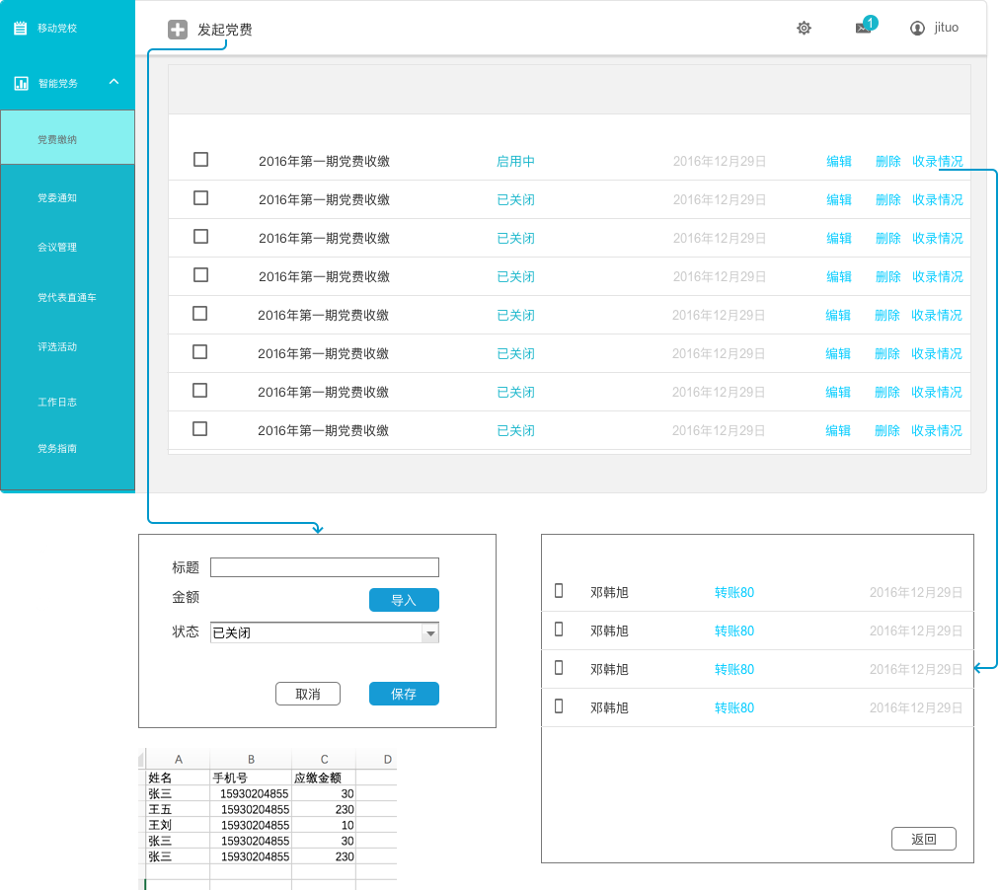 移动党校
智能党务
党费缴纳
党委通知
会议管理
党代表直通车
评选活动
工作日志
党务指南
发起党费
1
jituo
2016年第一期党费收缴 启用中 2016年12月29日 编辑 删除 收录情况
2016年第一期党费收缴 已关闭 2016年12月29日 编辑 删除 收录情况
2016年第一期党费收缴 已关闭 2016年12月29日 编辑 删除 收录情况
2016年第一期党费收缴 已关闭 2016年12月29日 编辑 删除 收录情况
2016年第一期党费收缴 已关闭 2016年12月29日 编辑 删除 收录情况
2016年第一期党费收缴 已关闭 2016年12月29日 编辑 删除 收录情况
2016年第一期党费收缴 已关闭 2016年12月29日 编辑 删除 收录情况
2016年第一期党费收缴 已关闭 2016年12月29日 编辑 删除 收录情况
标题
金额 导入
状态 已关闭
取消 保存
A B C D
姓名 手机号 应缴金额
张三 15930204855 30
王五 15930204855 230
王刘 15930204855 10
张三 15930204855 30
张三 15930204855 230
邓韩旭 转账80 2016年12月29日
邓韩旭 转账80 2016年12月29日
邓韩旭 转账80 2016年12月29日
邓韩旭 转账80 2016年12月29日
返回